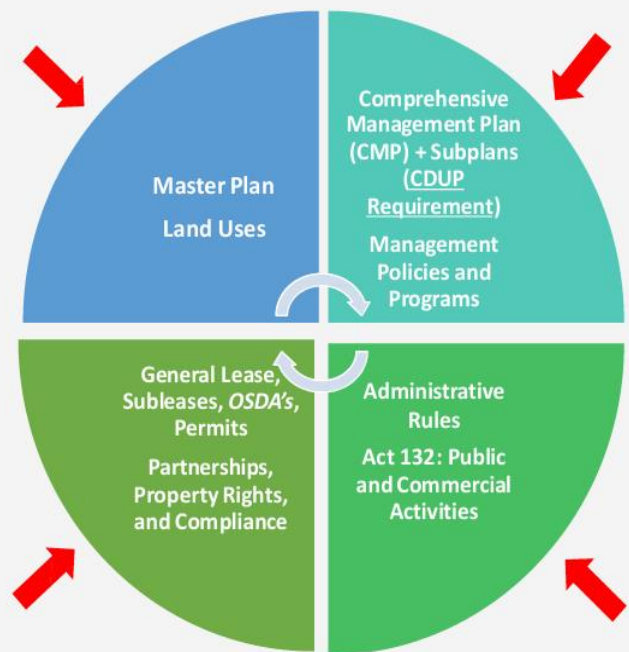 Master Plan
Land Uses
Comprehensive
Management Plan
(CMP) + Subplans
(CDUP
Requirement)
Management
Policies and
Programs
General Lease,
Subleases, OSDA's,
Permits
Partnerships,
Property Rights,
and Compliance
Administrative
Rules
Act 132: Public
and Commercial
Activities